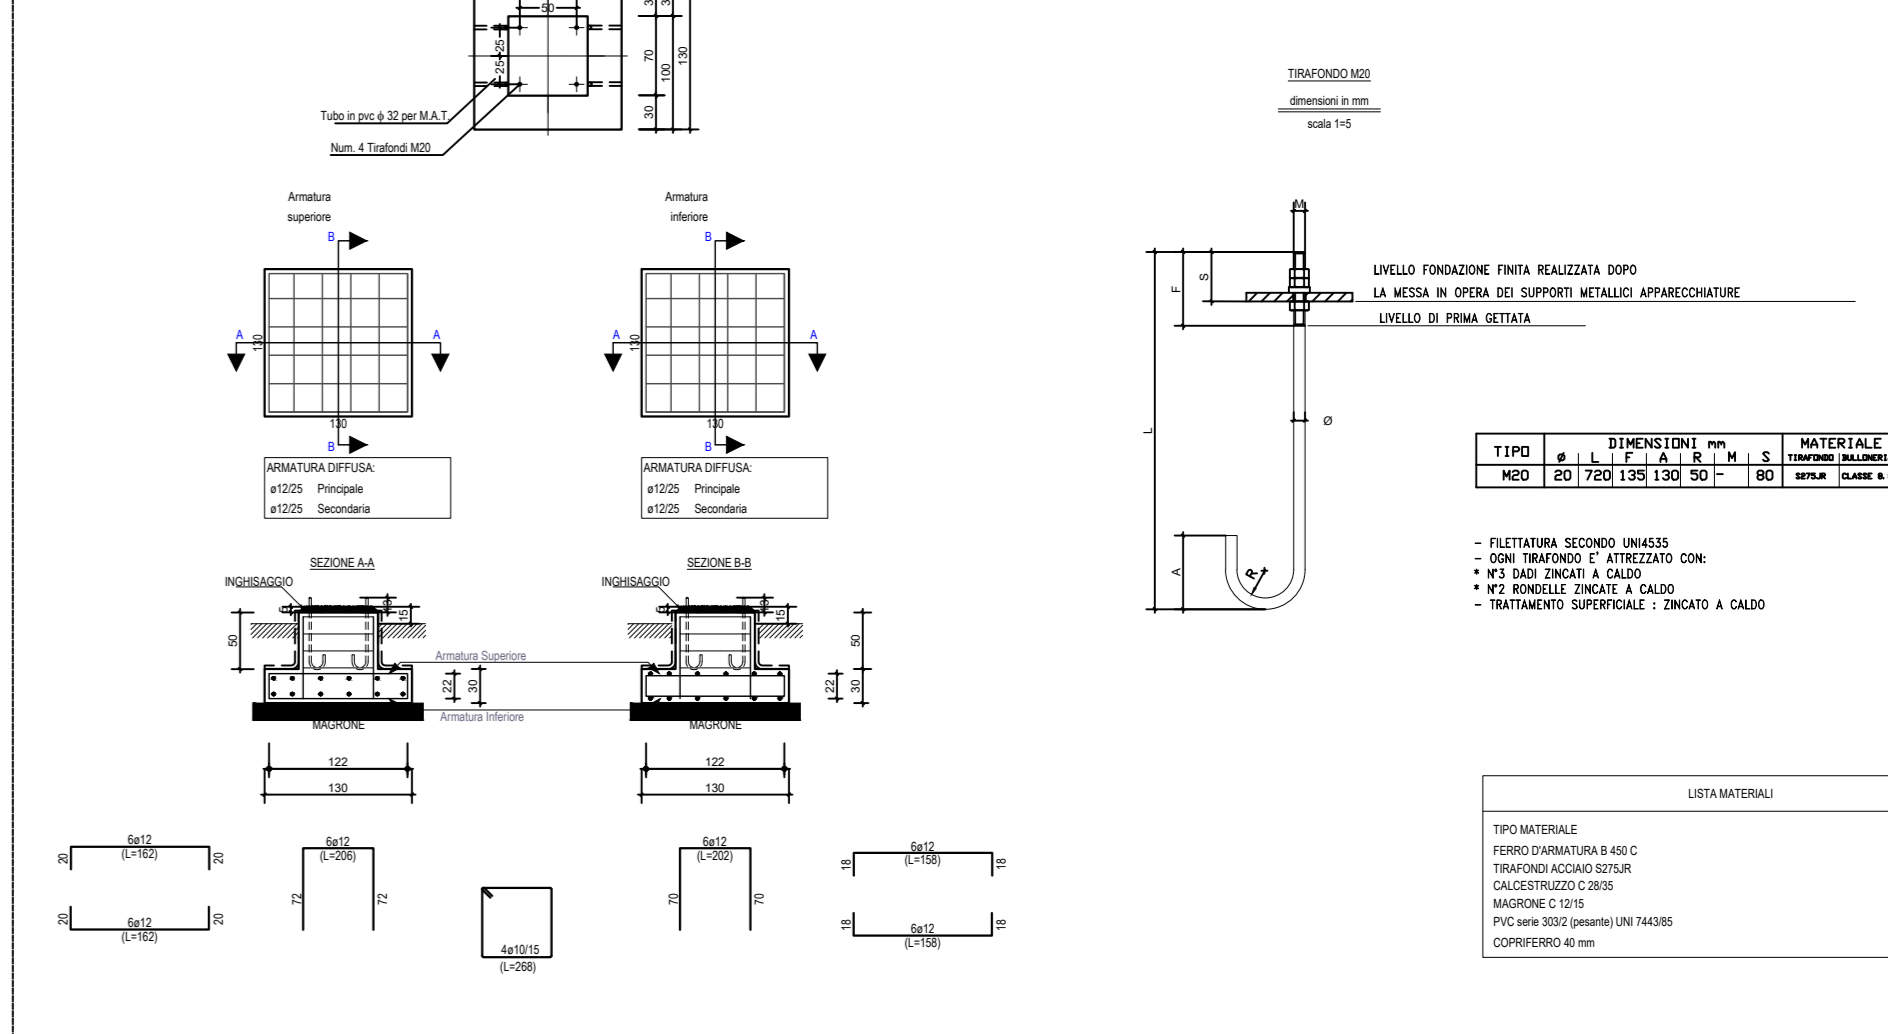 50
25
25
70
100
130
30
Tubo in pvc ϕ 32 per M.A.T.
Num. 4 Tirafondi M20
TIRAFONDO M20
dimensioni in mm
scala 1=5
Armatura
superiore
B
A
A
130
130
B
Armatura
inferiore
B
A
A
130
130
B
ARMATURA DIFFUSA:
ø12/25 Principale
ø12/25 Secondaria
ARMATURA DIFFUSA:
ø12/25 Principale
ø12/25 Secondaria
M
S
F
L
Ø
A
R
LIVELLO FONDAZIONE FINITA REALIZZATA DOPO
LA MESSA IN OPERA DEI SUPPORTI METALLICI APPARECCHIATURE
LIVELLO DI PRIMA GETTATA
TIPO DIMENSIONI mm MATERIALE
ø L F A R M S TIRAFONDO
M20 20 720 135 130 50 - 80 S275JR CLASSE 8.
- FILETTATURA SECONDO UNI4535
- OGNI TIRAFONDO E' ATTREZZATO CON:
* N°3 DADI ZINCATI A CALDO
* N°2 RONDELLE ZINCATE A CALDO
- TRATTAMENTO SUPERFICIALE : ZINCATO A CALDO
SEZIONE A-A
INGHISAGGIO
13
15
50
22
30
MAGRONE
122
130
Armatura Superiore
Armatura Inferiore
SEZIONE B-B
INGHISAGGIO
13
15
50
22
30
MAGRONE
122
130
6ø12
(L=162)
20
20
6ø12
(L=162)
20
20
6ø12
(L=206)
72
72
4ø10/15
(L=268)
6ø12
(L=202)
70
70
6ø12
(L=158)
18
18
6ø12
(L=158)
18
18
LISTA MATERIALI
TIPO MATERIALE
FERRO D'ARMATURA B 450 C
TIRAFONDI ACCIAIO S275JR
CALCESTRUZZO C 28/35
MAGRONE C 12/15
PVC serie 303/2 (pesante) UNI 7443/85
COPRIFERRO 40 mm